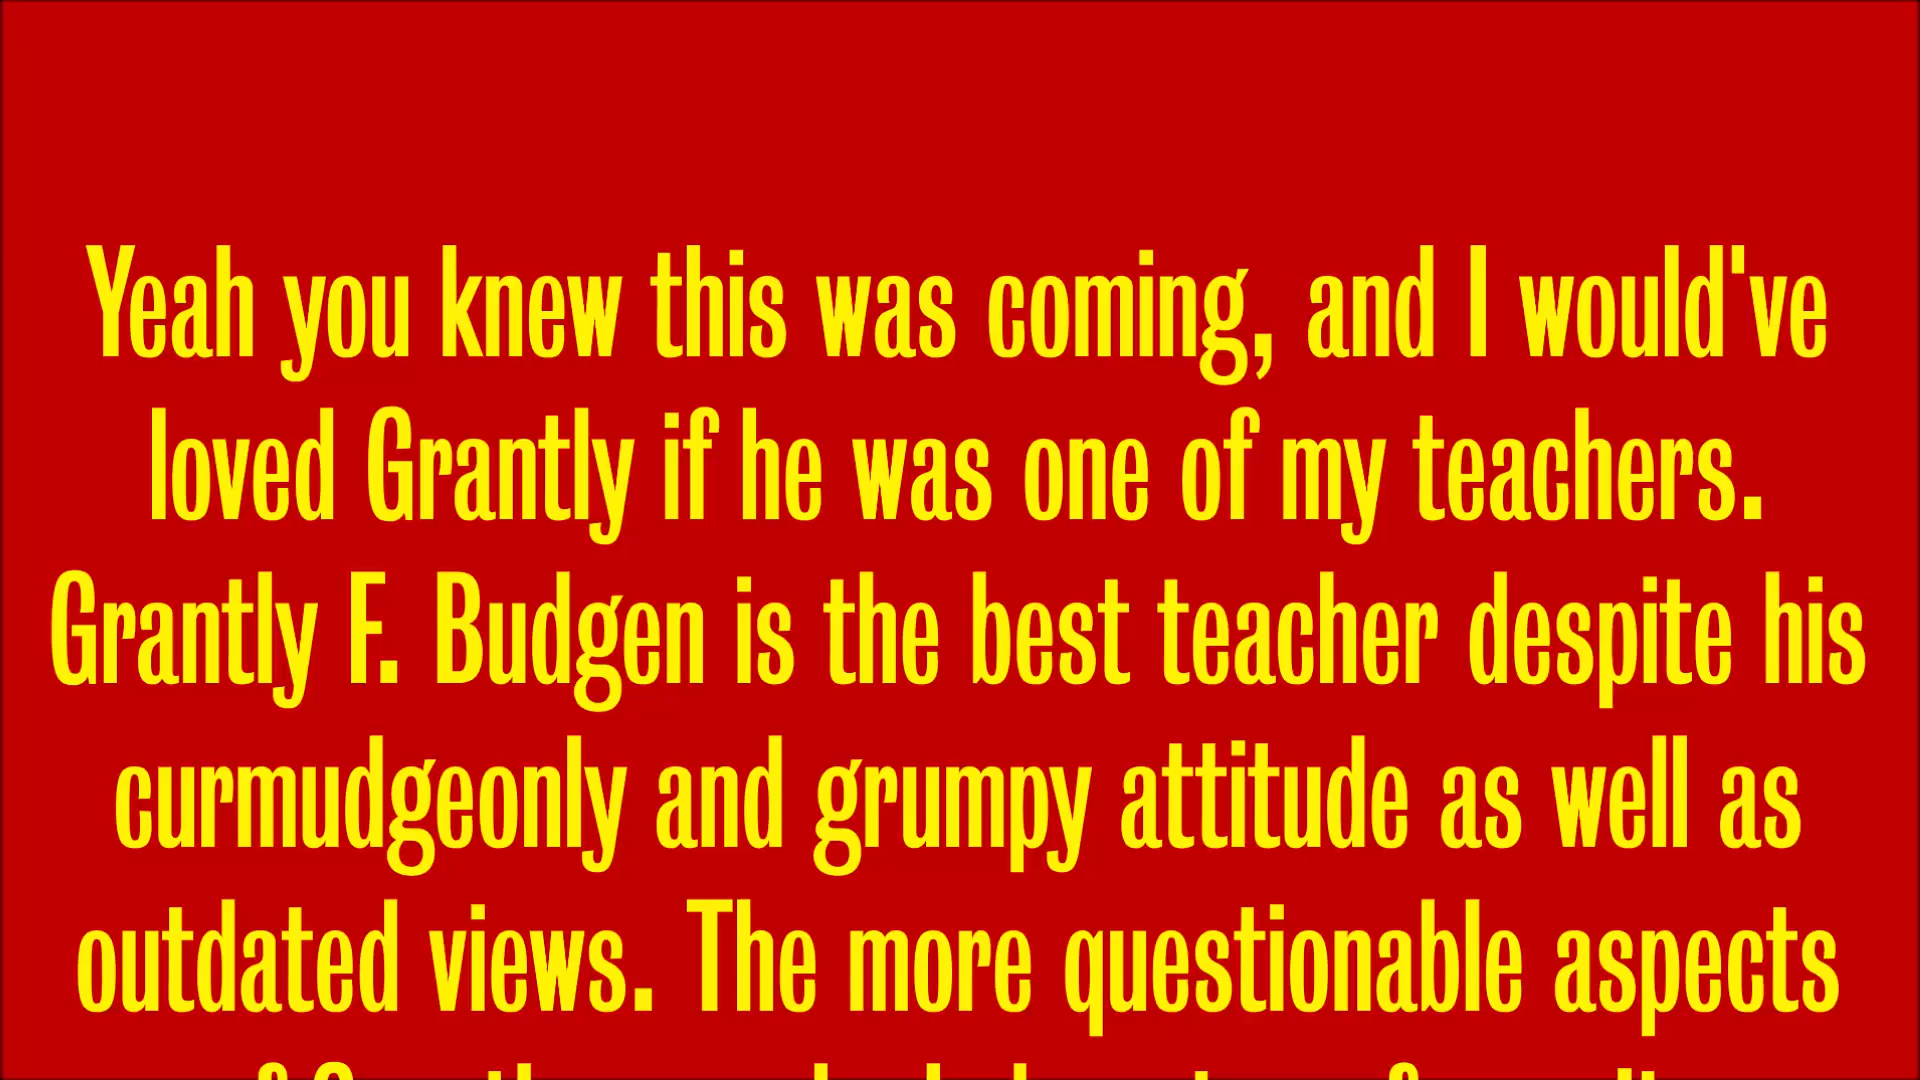 Yeah you knew this was coming, and I would've
loved Grantly if he was one of my teachers.
Grantly F. Budgen is the best teacher despite his
curmudgeonly and grumpy attitude as well as
outdated views. The more questionable aspects